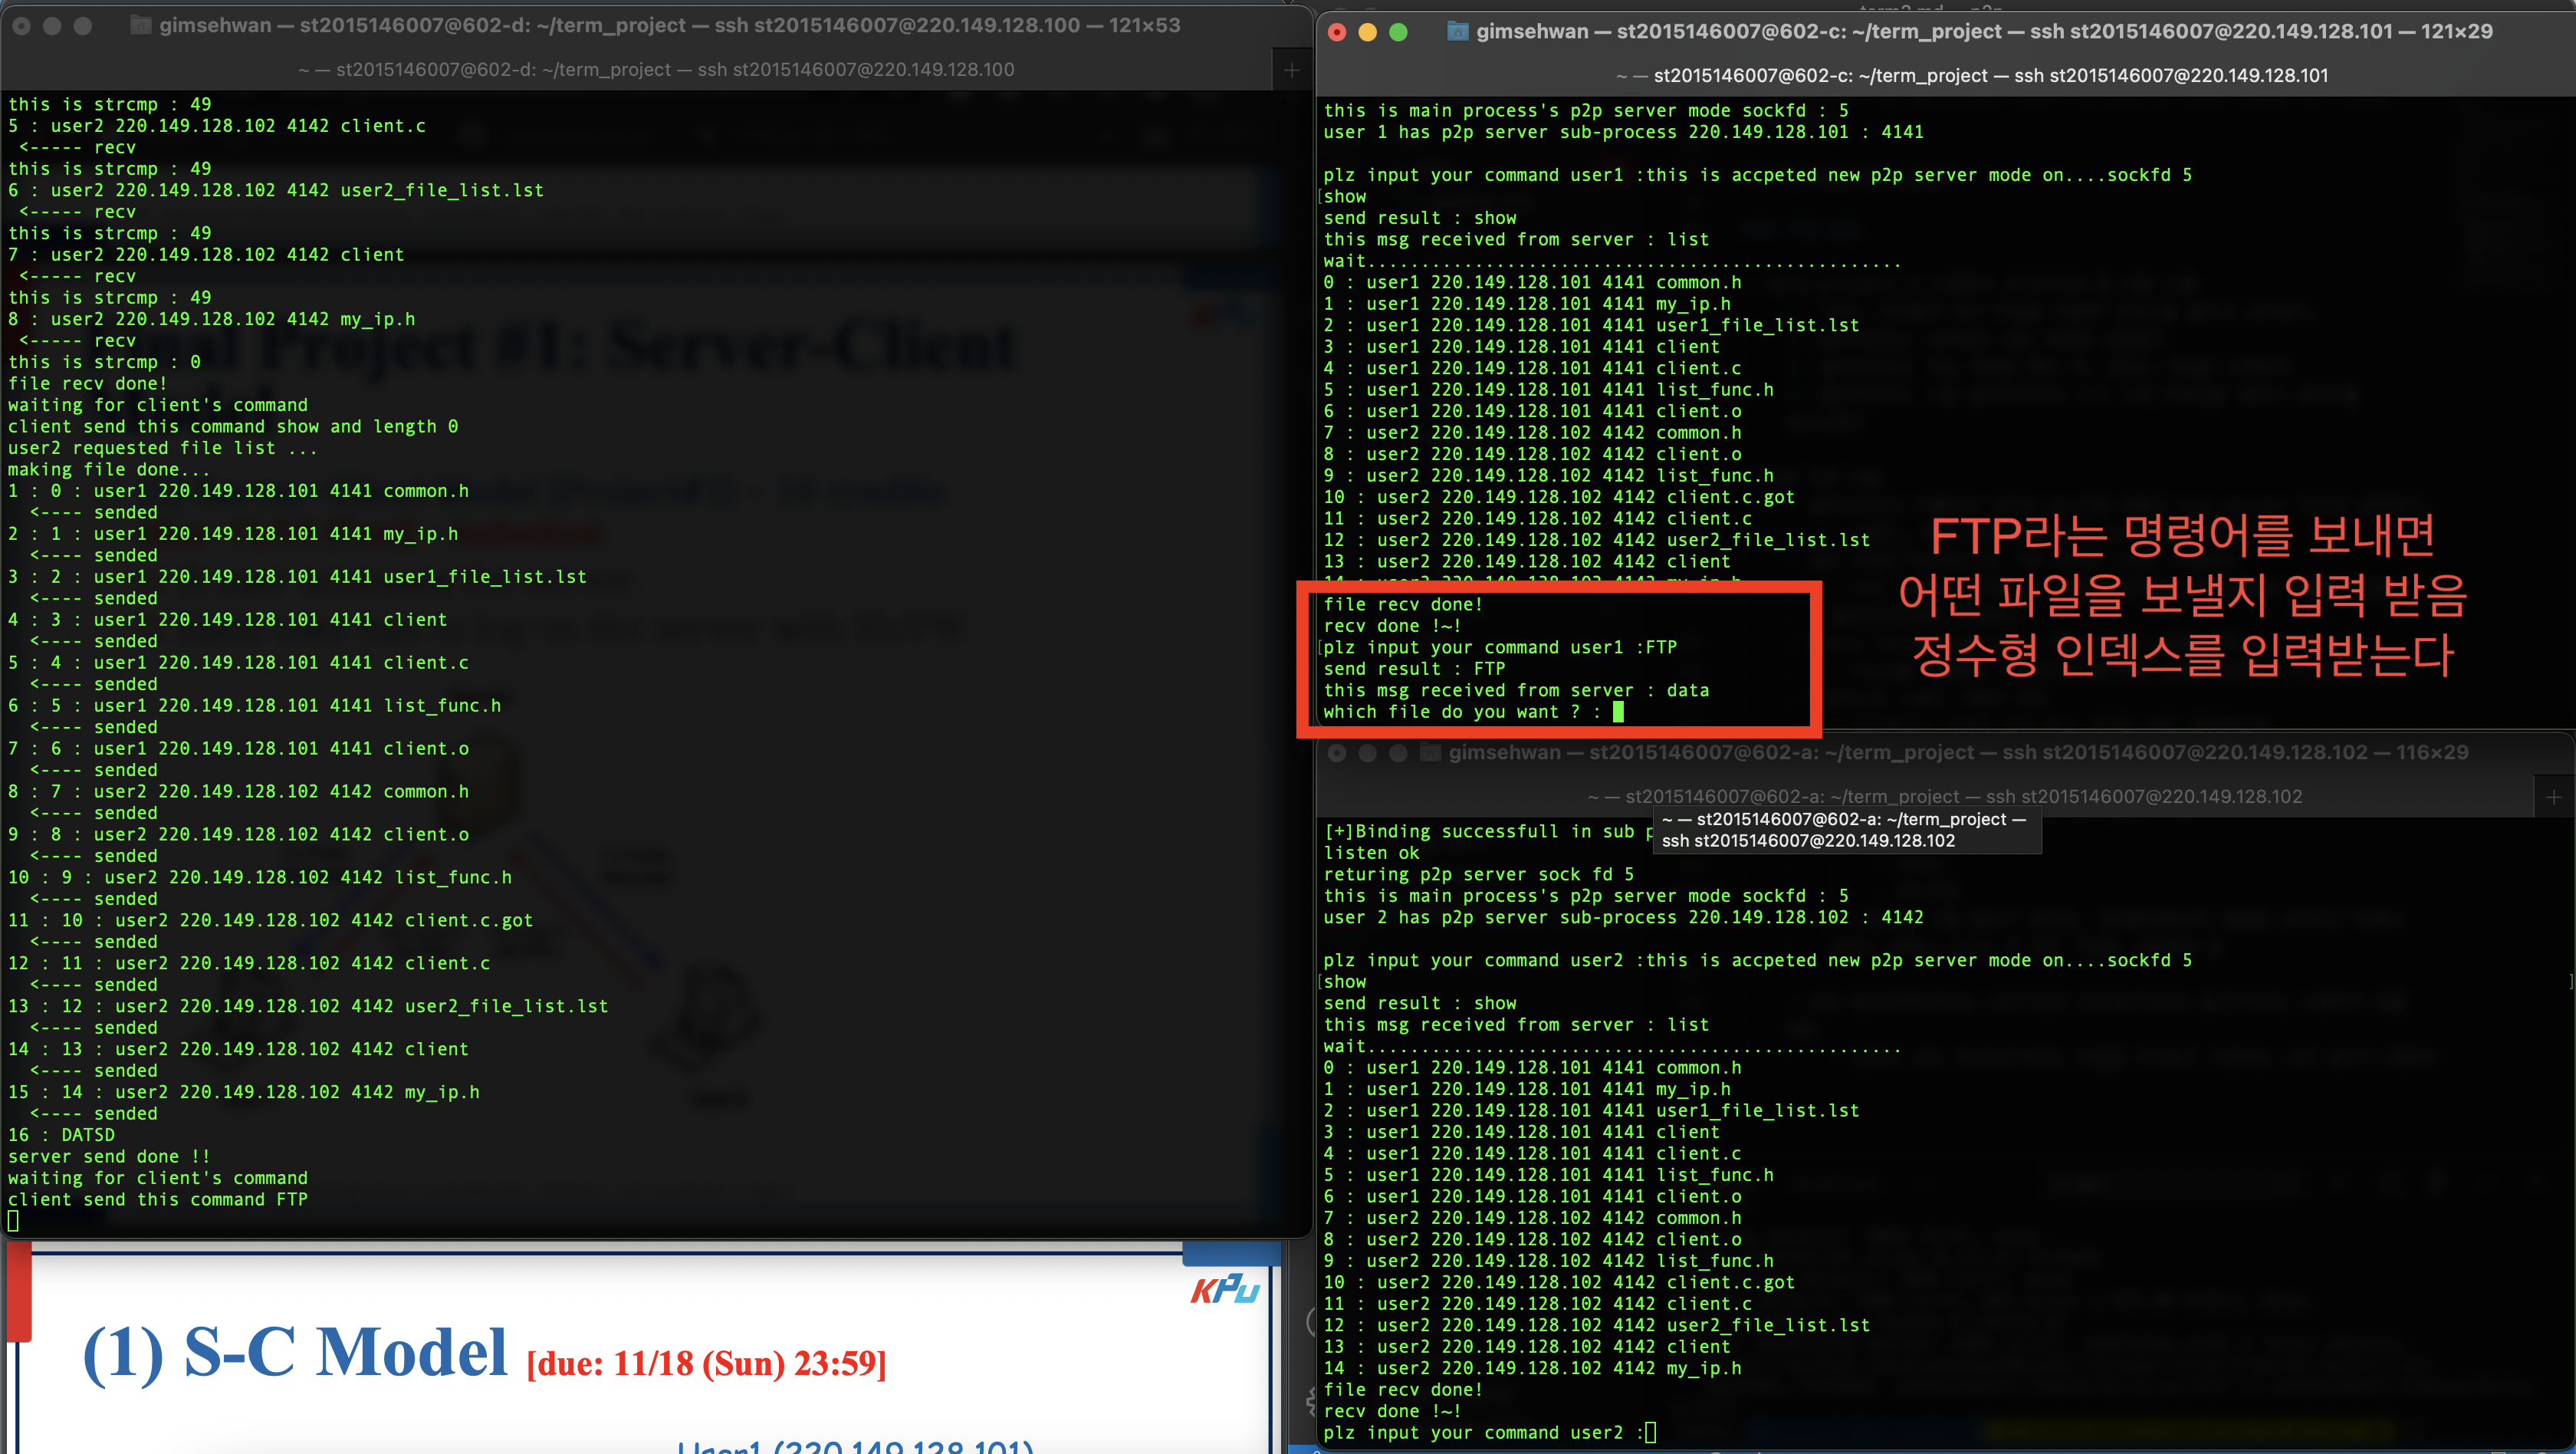 gimsehwan — st2015146007@602-d: ~/term_project — ssh st2015146007@220.149.128.100 — 121×53
~ — st2015146007@602-d: ~/term_project — ssh st2015146007@220.149.128.100
this is strcmp : 49
5 : user2 220.149.128.102 4142 client.c
<----- recv
this is strcmp : 49
6 : user2 220.149.128.102 4142 user2_file_list.lst
<----- recv
this is strcmp : 49
7 : user2 220.149.128.102 4142 client
<----- recv
this is strcmp : 49
8 : user2 220.149.128.102 4142 my_ip.h
<----- recv
this is strcmp : 0
file recv done!
waiting for client's command
client send this command show and length 0
user2 requested file list ...
making file done...
1 : 0 : user1 220.149.128.101 4141 common.h
<---- sended
2 : 1 : user1 220.149.128.101 4141 my_ip.h
<---- sended
3 : 2 : user1 220.149.128.101 4141 user1_file_list.lst
<---- sended
4 : 3 : user1 220.149.128.101 4141 client
<---- sended
5 : 4 : user1 220.149.128.101 4141 client.c
<---- sended
6 : 5 : user1 220.149.128.101 4141 list_func.h
<---- sended
7 : 6 : user1 220.149.128.101 4141 client.o
<---- sended
8 : 7 : user2 220.149.128.102 4142 common.h
<---- sended
9 : 8 : user2 220.149.128.102 4142 client.o
<---- sended
10 : 9 : user2 220.149.128.102 4142 list_func.h
<---- sended
11 : 10 : user2 220.149.128.102 4142 client.c.got
<---- sended
12 : 11 : user2 220.149.128.102 4142 client.c
<---- sended
13 : 12 : user2 220.149.128.102 4142 user2_file_list.lst
<---- sended
14 : 13 : user2 220.149.128.102 4142 client
<---- sended
15 : 14 : user2 220.149.128.102 4142 my_ip.h
<---- sended
16 : DATSD
server send done !!
waiting for client's command
client send this command FTP
Project #1: Server-Client
KPU
(1) S-C Model [due: 11/18 (Sun) 23:59]
User1 (220.149.128.101)
gimsehwan — st2015146007@602-c: ~/term_project — ssh st2015146007@220.149.128.101 — 121×29
~ — st2015146007@602-c: ~/term_project — ssh st2015146007@220.149.128.101
this is main process's p2p server mode sockfd : 5
user 1 has p2p server sub-process 220.149.128.101 : 4141
plz input your command user1 :this is accpeted new p2p server mode on....sockfd 5
[show
send result : show
this msg received from server : list
wait..................................................
0 : user1 220.149.128.101 4141 common.h
1 : user1 220.149.128.101 4141 my_ip.h
2 : user1 220.149.128.101 4141 user1_file_list.lst
3 : user1 220.149.128.101 4141 client
4 : user1 220.149.128.101 4141 client.c
5 : user1 220.149.128.101 4141 list_func.h
6 : user1 220.149.128.101 4141 client.o
7 : user2 220.149.128.102 4142 common.h
8 : user2 220.149.128.102 4142 client.o
9 : user2 220.149.128.102 4142 list_func.h
10 : user2 220.149.128.102 4142 client.c.got
11 : user2 220.149.128.102 4142 client.c
12 : user2 220.149.128.102 4142 user2_file_list.lst
13 : user2 220.149.128.102 4142 client
14 : user2 220.149.128.102 4142 my_ip.h
file recv done!
recv done !~!
[plz input your command user1 :FTP
send result : FTP
this msg received from server : data
which file do you want ? :
FTP라는 명령어를 보내면
어떤 파일을 보낼지 입력 받음
정수형 인덱스를 입력받는다
gimsehwan — st2015146007@602-a: ~/term_project — ssh st2015146007@220.149.128.102 — 116×29
~ — st2015146007@602-a: ~/term_project — ssh st2015146007@220.149.128.102
~ — st2015146007@602-a: ~/term_project —
ssh st2015146007@220.149.128.102
[+]Binding successfull in sub p
listen ok
returing p2p server sock fd 5
this is main process's p2p server mode sockfd : 5
user 2 has p2p server sub-process 220.149.128.102 : 4142
plz input your command user2 :this is accpeted new p2p server mode on....sockfd 5
[show ]
send result : show
this msg received from server : list
wait..................................................
0 : user1 220.149.128.101 4141 common.h
1 : user1 220.149.128.101 4141 my_ip.h
2 : user1 220.149.128.101 4141 user1_file_list.lst
3 : user1 220.149.128.101 4141 client
4 : user1 220.149.128.101 4141 client.c
5 : user1 220.149.128.101 4141 list_func.h
6 : user1 220.149.128.101 4141 client.o
7 : user2 220.149.128.102 4142 common.h
8 : user2 220.149.128.102 4142 client.o
9 : user2 220.149.128.102 4142 list_func.h
10 : user2 220.149.128.102 4142 client.c.got
11 : user2 220.149.128.102 4142 client.c
12 : user2 220.149.128.102 4142 user2_file_list.lst
13 : user2 220.149.128.102 4142 client
14 : user2 220.149.128.102 4142 my_ip.h
file recv done!
recv done !~!
plz input your command user2 :